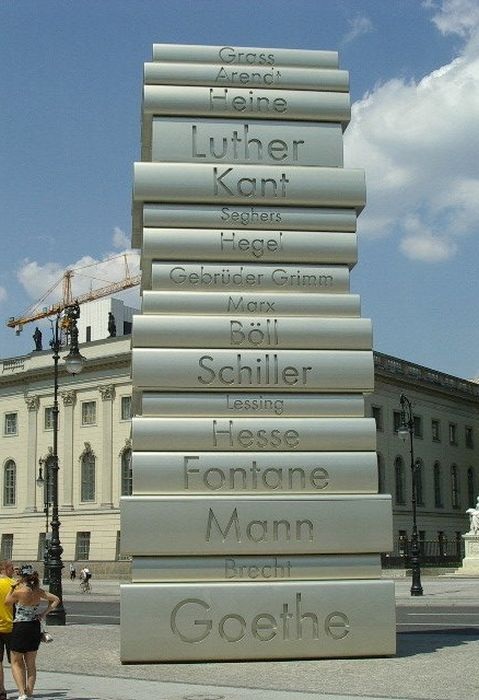 Grass
Arendt
Heine
Luther
Kant
Seghers
Hegel
Gebrüder Grimm
Marx
Böll
Schiller
Lessing
Hesse
Fontane
Mann
Brecht
Goethe